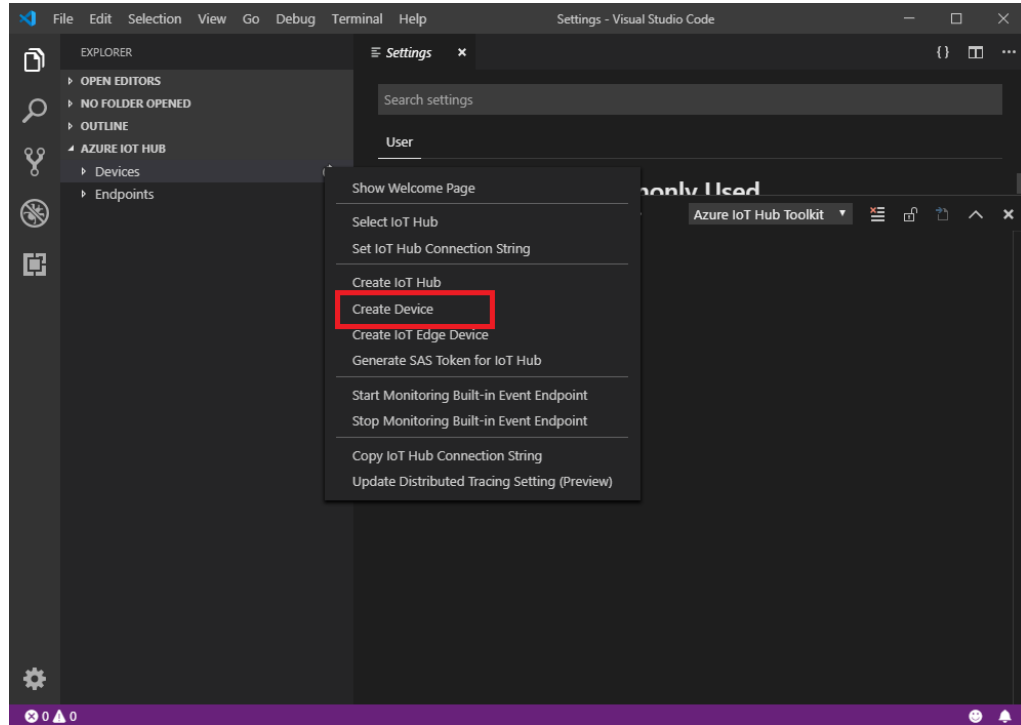 File Edit Selection View Go Debug Terminal Help
Settings - Visual Studio Code
EXPLORER
OPEN EDITORS
NO FOLDER OPENED
OUTLINE
AZURE IOT HUB
Devices
Endpoints
Settings
Search settings
User
Azure IoT Hub Toolkit
Show Welcome Page
Select IoT Hub
Set IoT Hub Connection String
Create IoT Hub
Create Device
Create IoT Edge Device
Generate SAS Token for IoT Hub
Start Monitoring Built-in Event Endpoint
Stop Monitoring Built-in Event Endpoint
Copy IoT Hub Connection String
Update Distributed Tracing Setting (Preview)
0 0